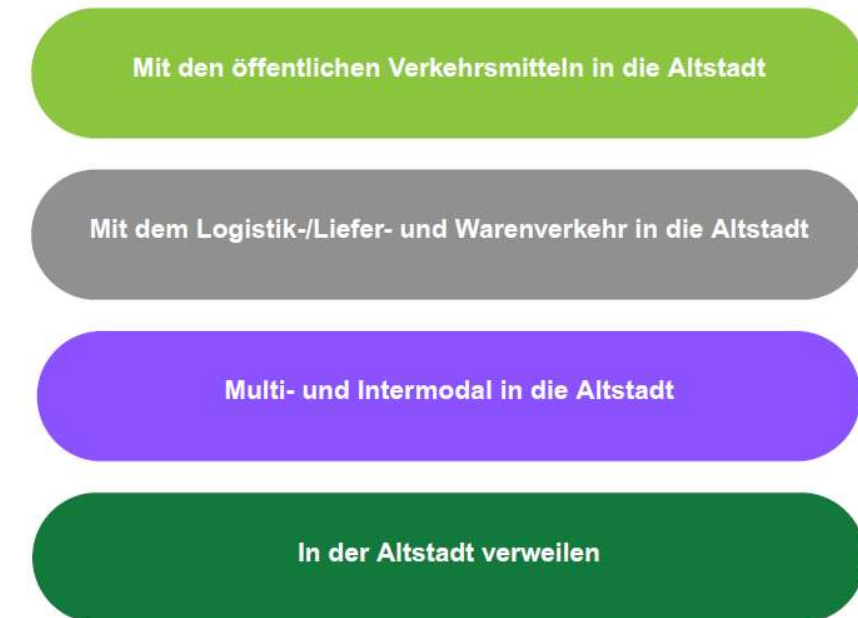 Mit den öffentlichen Verkehrsmitteln in die Altstadt
Mit dem Logistik-/Liefer- und Warenverkehr in die Altstadt
Multi- und Intermodal in die Altstadt
In der Altstadt verweilen